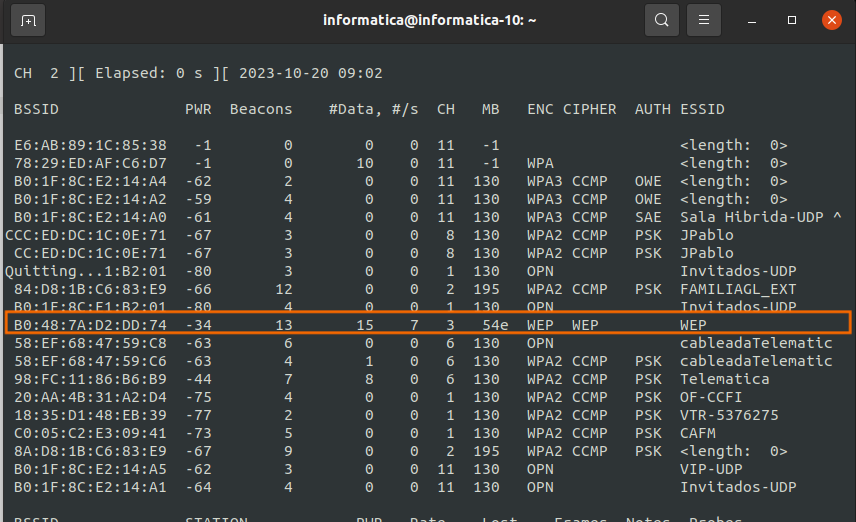 informatica@informatica-10: ~
CH 2 ][ Elapsed: 0 s ][ 2023-10-20 09:02
BSSID PWR Beacons #Data, #/s CH MB ENC CIPHER AUTH ESSID
E6:AB:89:1C:85:38 -1 0 0 0 11 -1 <length: 0>
78:29:ED:AF:C6:D7 -1 0 10 0 11 -1 WPA <length: 0>
B0:1F:8C:E2:14:A4 -62 2 0 0 11 130 WPA3 CCMP OWE <length: 0>
B0:1F:8C:E2:14:A2 -59 4 0 0 11 130 WPA3 CCMP OWE <length: 0>
B0:1F:8C:E2:14:A0 -61 4 0 0 11 130 WPA3 CCMP SAE Sala Hibrida-UDP ^
CCC:ED:DC:1C:0E:71 -67 3 0 0 8 130 WPA2 CCMP PSK JPablo
CC:ED:DC:1C:0E:71 -67 3 0 0 8 130 WPA2 CCMP PSK JPablo
Quitting...1:B2:01 -80 3 0 0 1 130 OPN Invitados-UDP
84:D8:1B:C6:83:E9 -66 12 0 0 2 195 WPA2 CCMP PSK FAMILIAGL_EXT
B0:1F:8C:E1:B2:01 -80 4 0 0 1 130 OPN Invitados-UDP
B0:48:7A:D2:DD:74 -34 13 15 7 3 54e WEP WEP WEP
58:EF:68:47:59:C8 -63 6 0 0 6 130 OPN cableadaTelematic
58:EF:68:47:59:C6 -63 4 1 0 6 130 WPA2 CCMP PSK cableadaTelematic
98:FC:11:86:B6:B9 -44 7 8 0 6 130 WPA2 CCMP PSK Telematica
20:AA:4B:31:A2:D4 -75 4 0 0 1 130 WPA2 CCMP PSK OF-CCFI
18:35:D1:48:EB:39 -77 2 0 0 1 130 WPA2 CCMP PSK VTR-5376275
C0:05:C2:E3:09:41 -73 5 0 0 1 130 WPA2 CCMP PSK CAFM
8A:D8:1B:C6:83:E9 -67 9 0 0 2 195 WPA2 CCMP PSK <length: 0>
B0:1F:8C:E2:14:A5 -62 3 0 0 11 130 OPN VIP-UDP
B0:1F:8C:E2:14:A1 -64 4 0 0 11 130 OPN Invitados-UDP
BSSID STATION PWR Rate Lost Frames Notes Probes